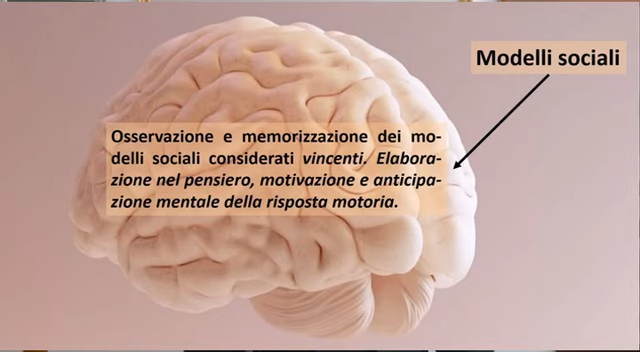 Modelli sociali
Osservazione e memorizzazione dei mo-
delli sociali considerati vincenti. Elabora-
zione nel pensiero, motivazione e anticipa-
zione mentale della risposta motoria.